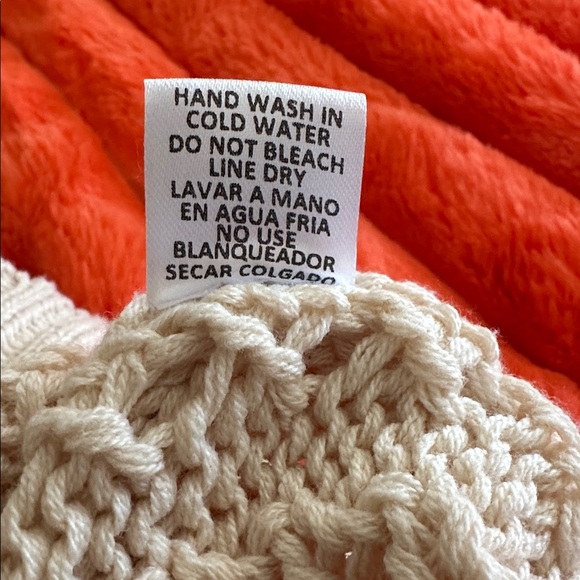 HAND WASH IN
COLD WATER
DO NOT BLEACH
LINE DRY
LAVAR A MANO
EN AGUA FRIA
NO USE
BLANQUEADOR
SECAR COLGADO